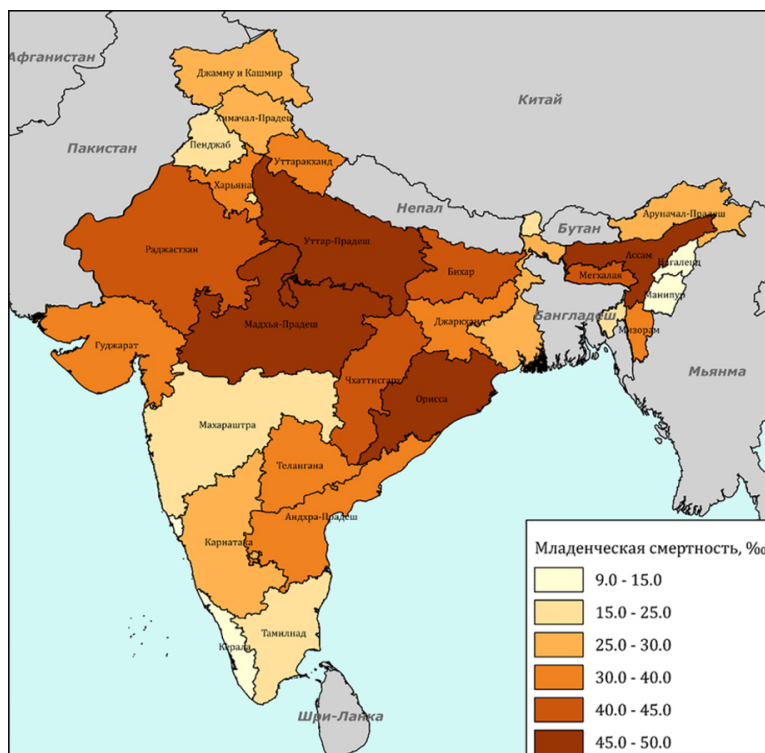 Афганистан
Джамму и Кашмир
Китай
Химачал-Прадеш
Пенджаб
Пакистан
Уттаракханд
Харьяна
Непал
Бутан
Аруначал-Прадеш
Раджастхан
Уттар-Прадеш
Ассам
Нагаленд
Бихар
Мегхалая
Манипур
Мадхья-Прадеш
Джаркханд
Бангладеш
Гуджарат
Мизорам
Чхаттисгарх
Мьянма
Орисса
Махараштра
Телангана
Андхра-Прадеш
Карнатака
Тамилнад
Керала
Шри-Ланка
Младенческая смертность, ‰
9.0 - 15.0
15.0 - 25.0
25.0 - 30.0
30.0 - 40.0
40.0 - 45.0
45.0 - 50.0